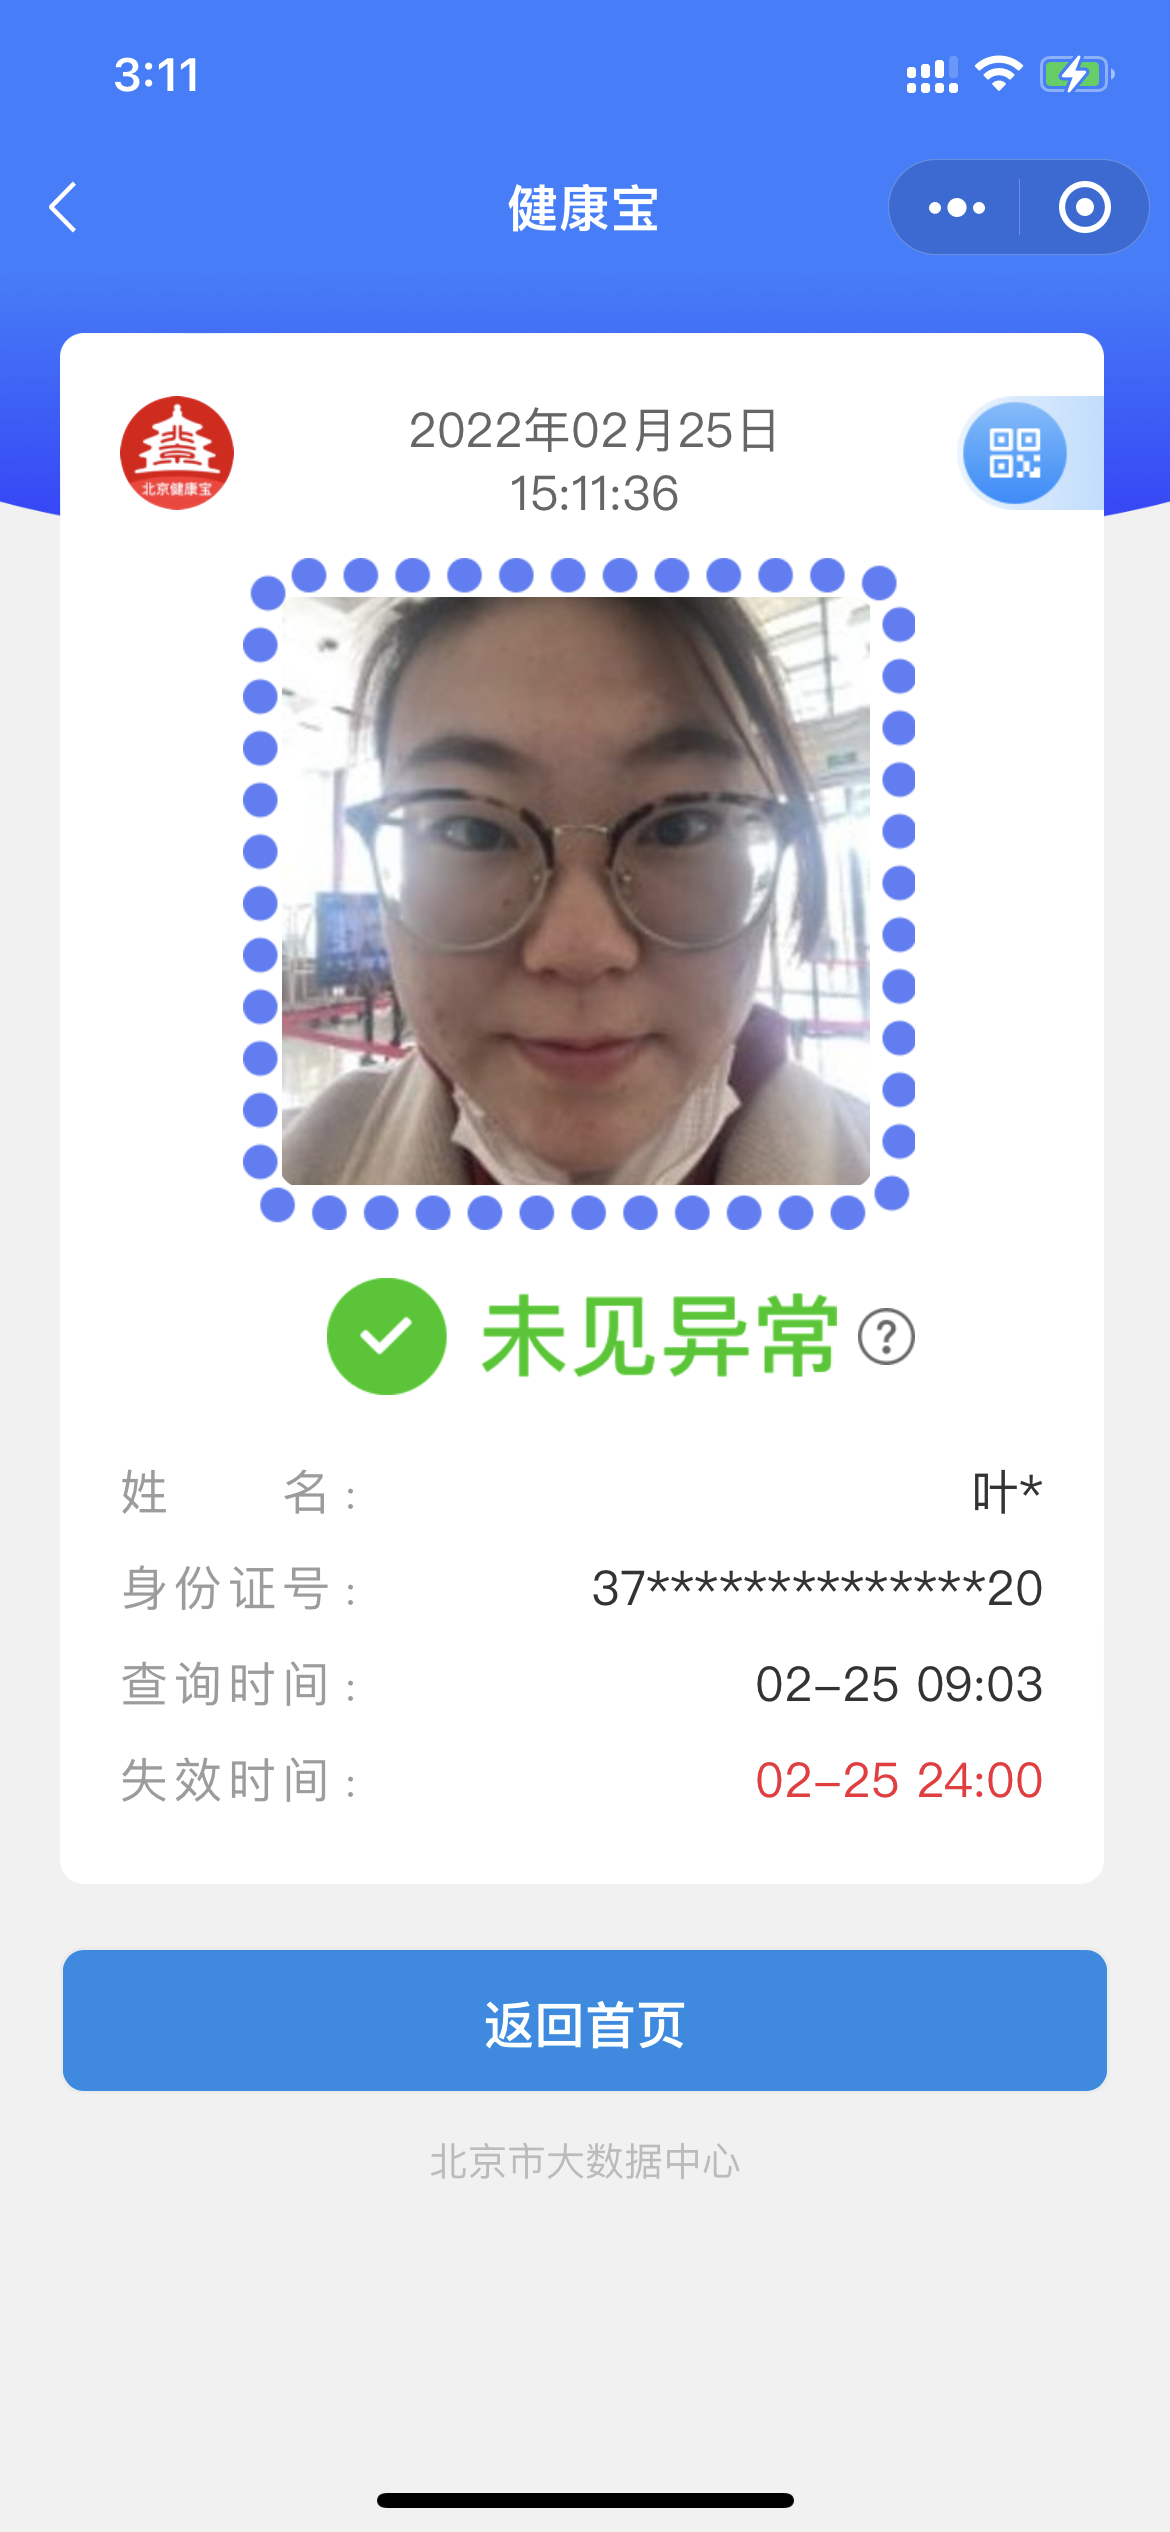 3:11
健康宝
2022年02月25日
15:11:36
北京健康宝
未见异常
姓名: 叶*
身份证号: 37**************20
查询时间: 02-25 09:03
失效时间: 02-25 24:00
返回首页
北京市大数据中心